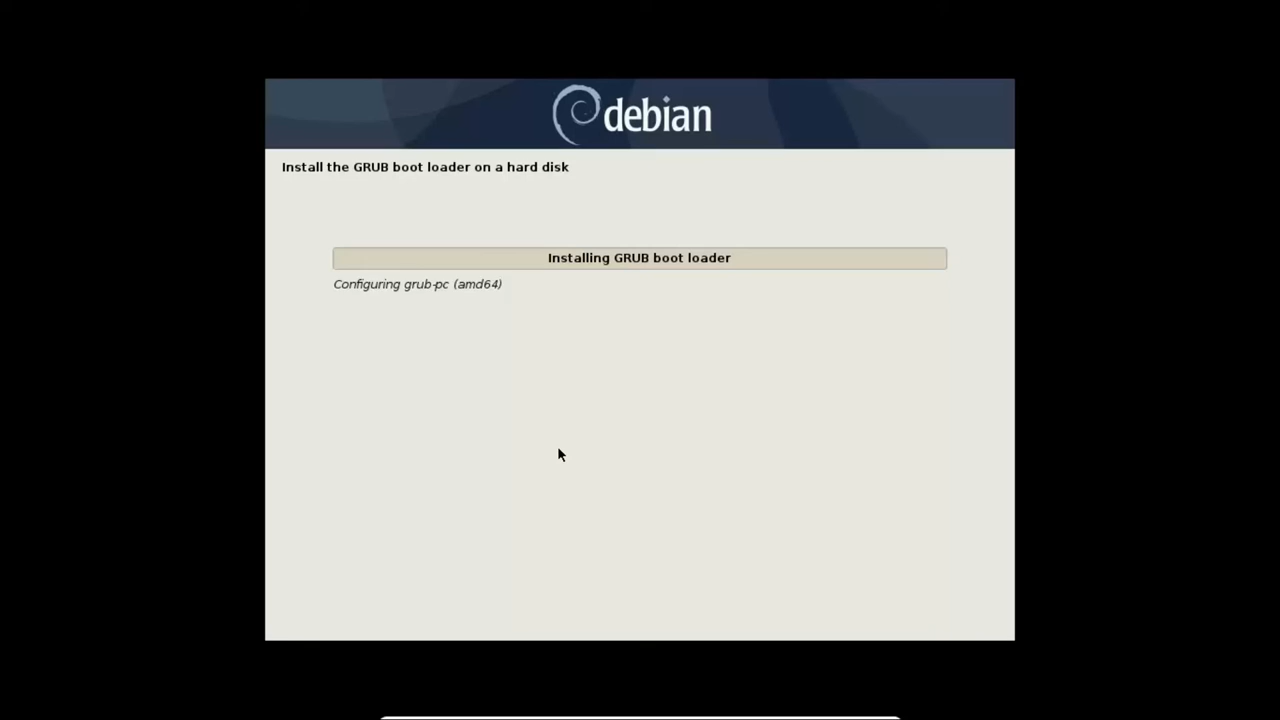 debian
Install the GRUB boot loader on a hard disk
Installing GRUB boot loader
Configuring grub-pc (amd64)